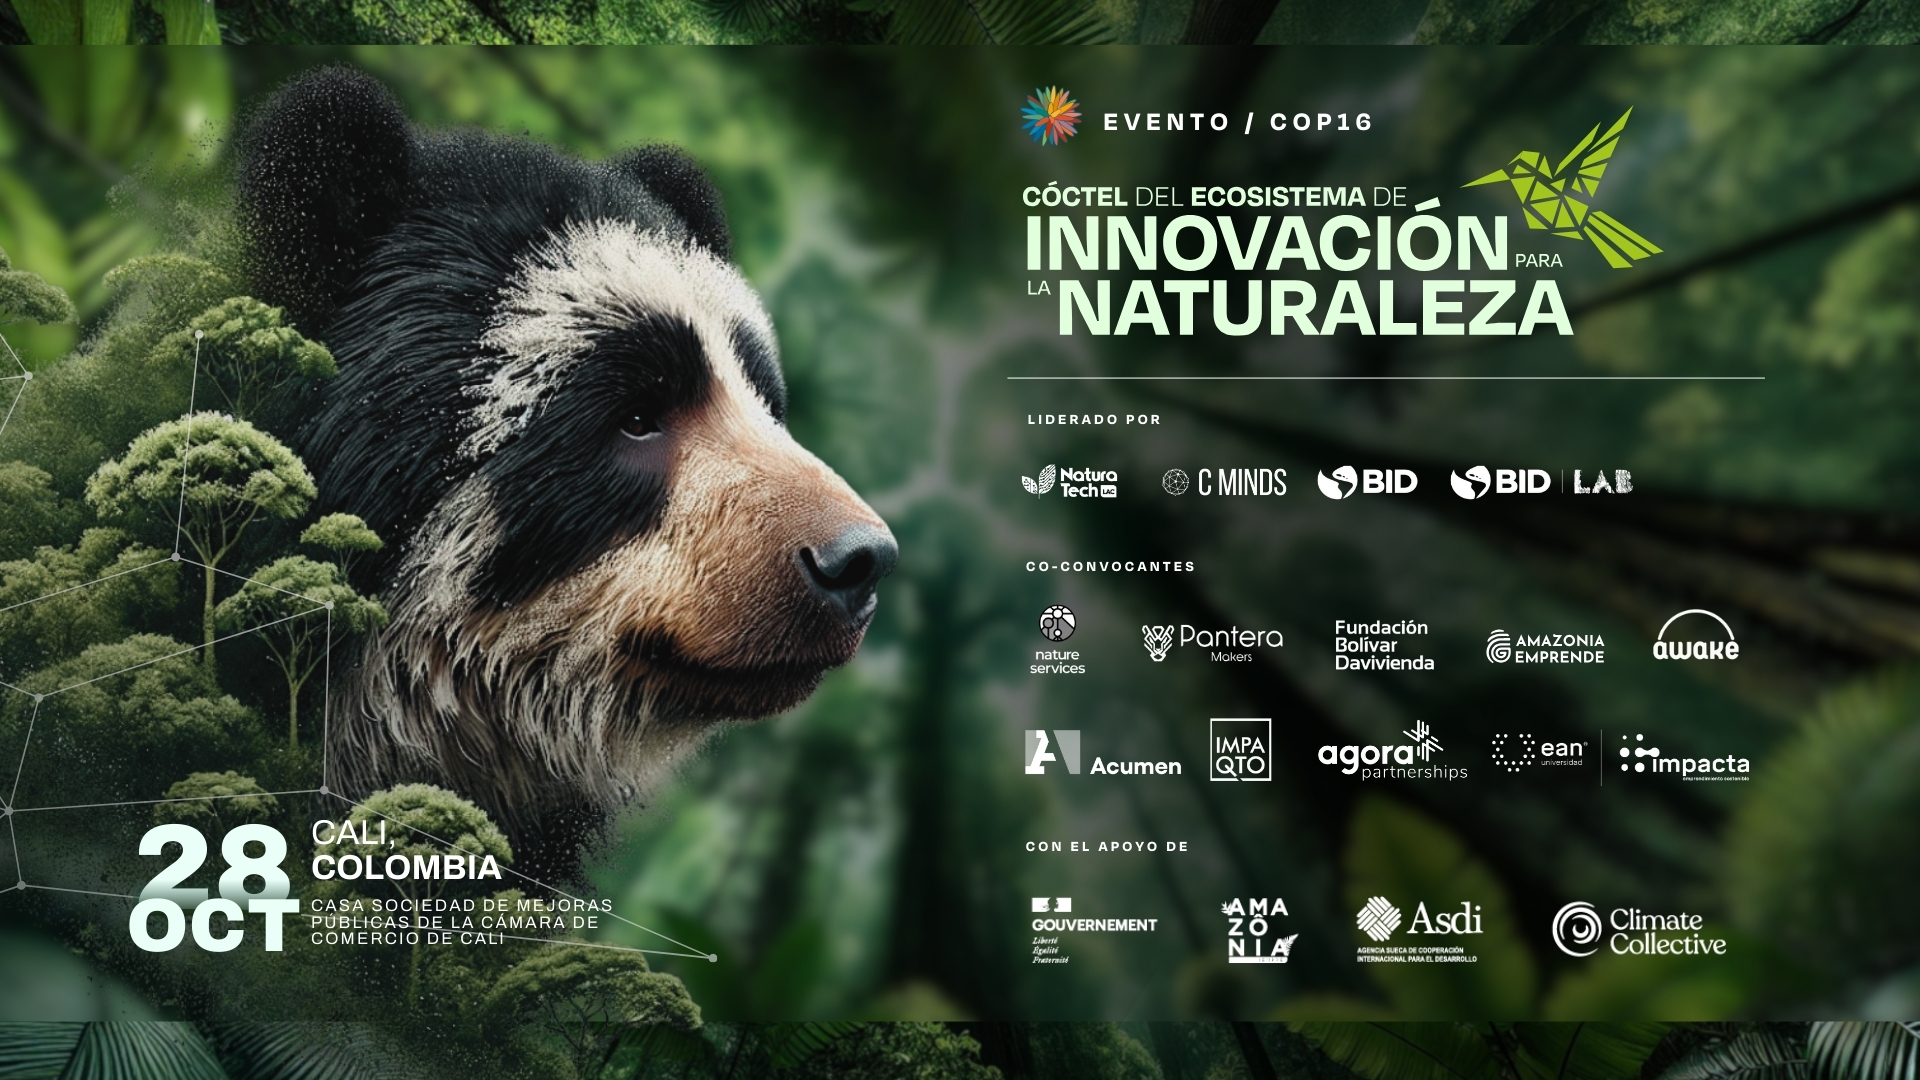 EVENTO / COP16
CÓCTEL DEL ECOSISTEMA DE
INNOVACIÓN PARA
LA NATURALEZA
LIDERADO POR
Natura Tech LAC
C MINDS
BID
BID | LAB
CO-CONVOCANTES
nature
services
Pantera
Makers
Fundación
Bolívar
Davivienda
AMAZONIA
EMPRENDE
awake
Acumen
IMPA
QTO
agora
partnerships
ean®
universidad
impacta
emprendimiento sostenible
CON EL APOYO DE
GOUVERNEMENT
Liberté
Égalité
Fraternité
AMA
ZÔ
NIA
Asdi
AGENCIA SUECA DE COOPERACIÓN
INTERNACIONAL PARA EL DESARROLLO
Climate
Collective
28
OCT
CALI,
COLOMBIA
CASA SOCIEDAD DE MEJORAS
PÚBLICAS DE LA CÁMARA DE
COMERCIO DE CALI